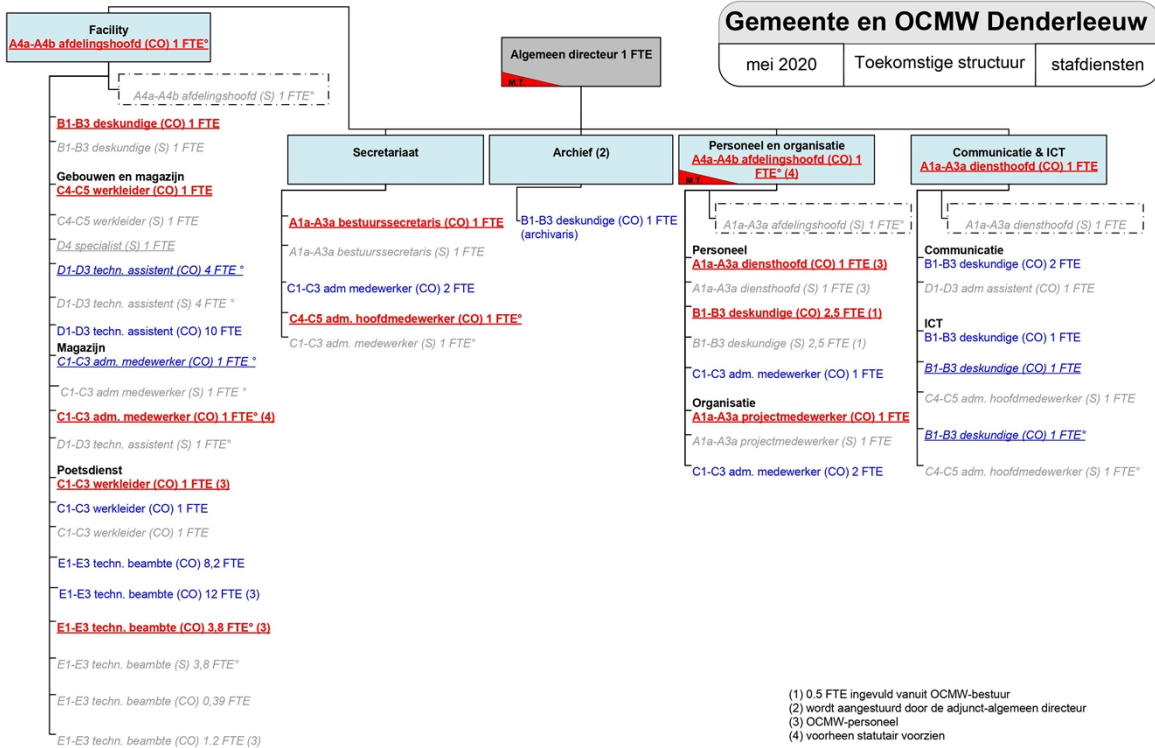 Gemeente en OCMW Denderleeuw
mei 2020
Toekomstige structuur
stafdiensten
Algemeen directeur 1 FTE
M.T.
Facility
A4a-A4b afdelingshoofd (CO) 1 FTE°
A4a-A4b afdelingshoofd (S) 1 FTE°
B1-B3 deskundige (CO) 1 FTE
B1-B3 deskundige (S) 1 FTE
Gebouwen en magazijn
C4-C5 werkleider (CO) 1 FTE
C4-C5 werkleider (S) 1 FTE
D4 specialist (S) 1 FTE
D1-D3 techn. assistent (CO) 4 FTE °
D1-D3 techn. assistent (S) 4 FTE °
D1-D3 techn. assistent (CO) 10 FTE
Magazijn
C1-C3 adm. medewerker (CO) 1 FTE °
C1-C3 adm medewerker (S) 1 FTE °
C1-C3 adm. medewerker (CO) 1 FTE° (4)
D1-D3 techn. assistent (S) 1 FTE°
Poetsdienst
C1-C3 werkleider (CO) 1 FTE (3)
C1-C3 werkleider (CO) 1 FTE
C1-C3 werkleider (CO) 1 FTE
E1-E3 techn. beambte (CO) 8,2 FTE
E1-E3 techn. beambte (CO) 12 FTE (3)
E1-E3 techn. beambte (CO) 3,8 FTE° (3)
E1-E3 techn. beambte (S) 3,8 FTE°
E1-E3 techn. beambte (CO) 0,39 FTE
E1-E3 techn. beambte (CO) 1.2 FTE (3)
Secretariaat
A1a-A3a bestuurssecretaris (CO) 1 FTE
A1a-A3a bestuurssecretaris (S) 1 FTE
C1-C3 adm medewerker (CO) 2 FTE
C4-C5 adm. hoofdmedewerker (CO) 1 FTE°
C1-C3 adm. medewerker (S) 1 FTE°
Archief (2)
B1-B3 deskundige (CO) 1 FTE
(archivaris)
Personeel en organisatie
A4a-A4b afdelingshoofd (CO) 1
FTE° (4)
M.T.
A1a-A3a afdelingshoofd (S) 1 FTE°
Personeel
A1a-A3a diensthoofd (CO) 1 FTE (3)
A1a-A3a diensthoofd (S) 1 FTE (3)
B1-B3 deskundige (CO) 2,5 FTE (1)
B1-B3 deskundige (S) 2,5 FTE (1)
C1-C3 adm. medewerker (CO) 1 FTE
Organisatie
A1a-A3a projectmedewerker (CO) 1 FTE
A1a-A3a projectmedewerker (S) 1 FTE
C1-C3 adm. medewerker (CO) 2 FTE
Communicatie & ICT
A1a-A3a diensthoofd (CO) 1 FTE
A1a-A3a diensthoofd (S) 1 FTE
Communicatie
B1-B3 deskundige (CO) 2 FTE
D1-D3 adm assistent (CO) 1 FTE
ICT
B1-B3 deskundige (CO) 1 FTE
B1-B3 deskundige (CO) 1 FTE
C4-C5 adm. hoofdmedewerker (S) 1 FTE
B1-B3 deskundige (CO) 1 FTE°
C4-C5 adm. hoofdmedewerker (S) 1 FTE°
(1) 0.5 FTE ingevuld vanuit OCMW-bestuur
(2) wordt aangestuurd door de adjunct-algemeen directeur
(3) OCMW-personeel
(4) voorheen statutair voorzien